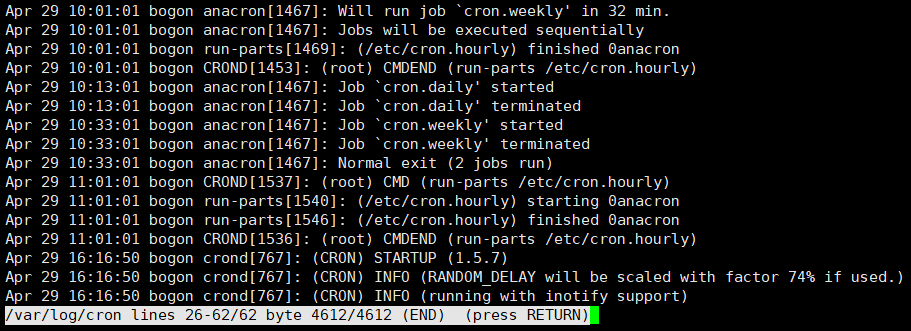 Apr 29 10:01:01 bogon anacron[1467]: Will run job `cron.weekly' in 32 min.
Apr 29 10:01:01 bogon anacron[1467]: Jobs will be executed sequentially
Apr 29 10:01:01 bogon run-parts[1469]: (/etc/cron.hourly) finished 0anacron
Apr 29 10:01:01 bogon CROND[1453]: (root) CMDEND (run-parts /etc/cron.hourly)
Apr 29 10:13:01 bogon anacron[1467]: Job `cron.daily' started
Apr 29 10:13:01 bogon anacron[1467]: Job `cron.daily' terminated
Apr 29 10:33:01 bogon anacron[1467]: Job `cron.weekly' started
Apr 29 10:33:01 bogon anacron[1467]: Job `cron.weekly' terminated
Apr 29 10:33:01 bogon anacron[1467]: Normal exit (2 jobs run)
Apr 29 11:01:01 bogon CROND[1537]: (root) CMD (run-parts /etc/cron.hourly)
Apr 29 11:01:01 bogon run-parts[1540]: (/etc/cron.hourly) starting 0anacron
Apr 29 11:01:01 bogon run-parts[1546]: (/etc/cron.hourly) finished 0anacron
Apr 29 11:01:01 bogon CROND[1536]: (root) CMDEND (run-parts /etc/cron.hourly)
Apr 29 16:16:50 bogon crond[767]: (CRON) STARTUP (1.5.7)
Apr 29 16:16:50 bogon crond[767]: (CRON) INFO (RANDOM_DELAY will be scaled with factor 74% if used.)
Apr 29 16:16:50 bogon crond[767]: (CRON) INFO (running with inotify support)
/var/log/cron lines 26-62/62 byte 4612/4612 (END)  (press RETURN)